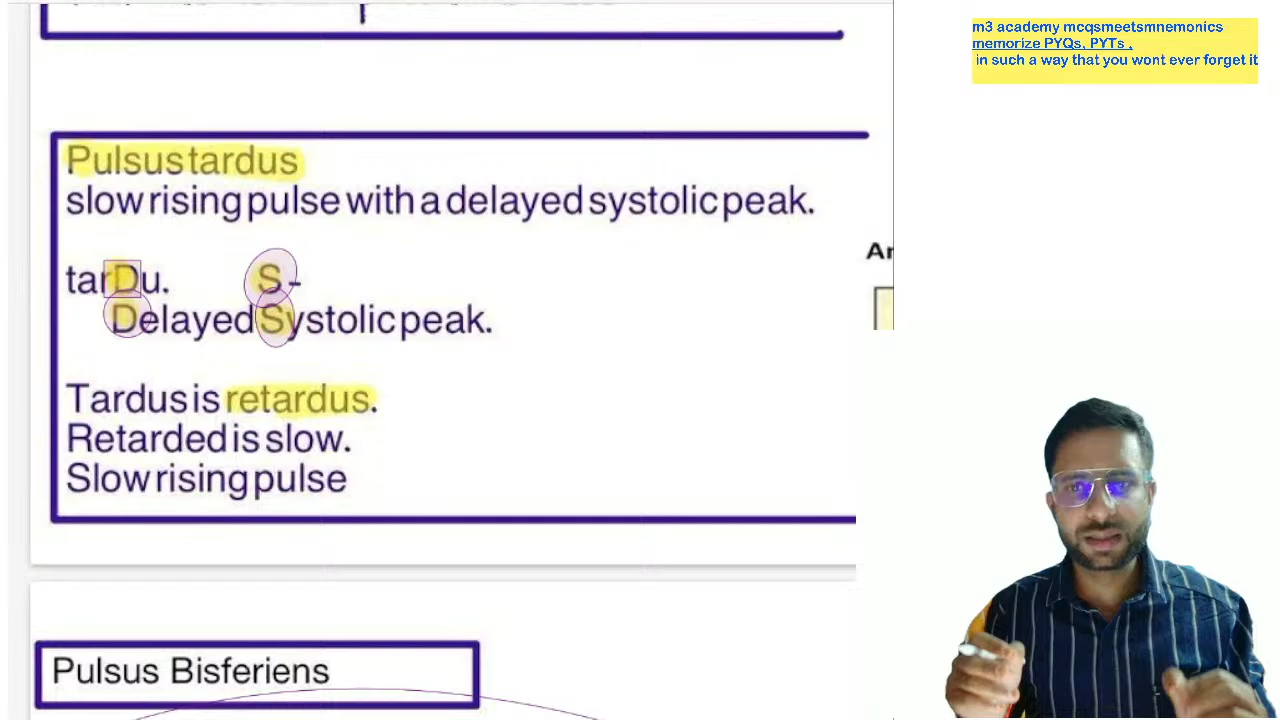 m3 academy mcqsmeetsmnemonics
memorize PYQs, PYTs ,
in such a way that you wont ever forget it
Pulsus tardus
slow rising pulse with a delayed systolic peak.
tarDu. S -
Delayed Systolic peak.
Tardus is retardus.
Retarded is slow.
Slow rising pulse
Pulsus Bisferiens